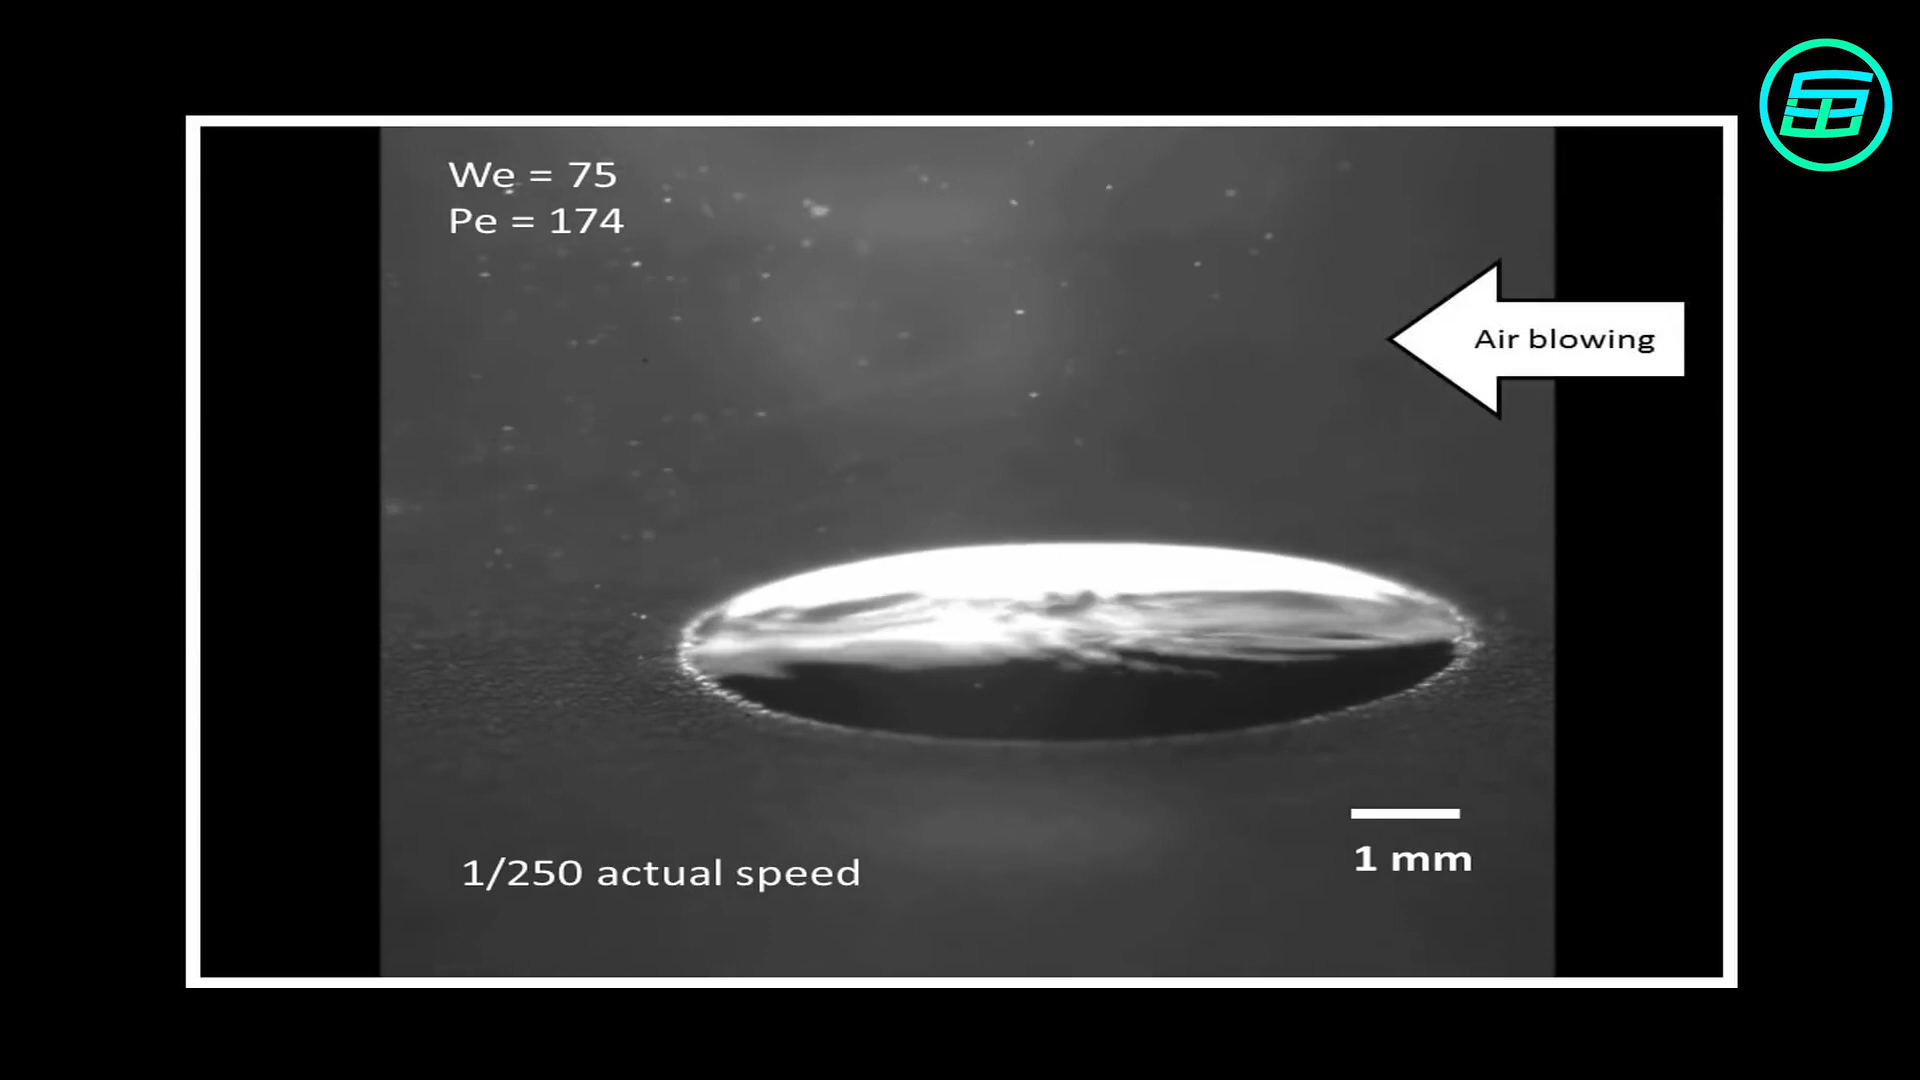 We = 75
Pe = 174
Air blowing
1 mm
1/250 actual speed